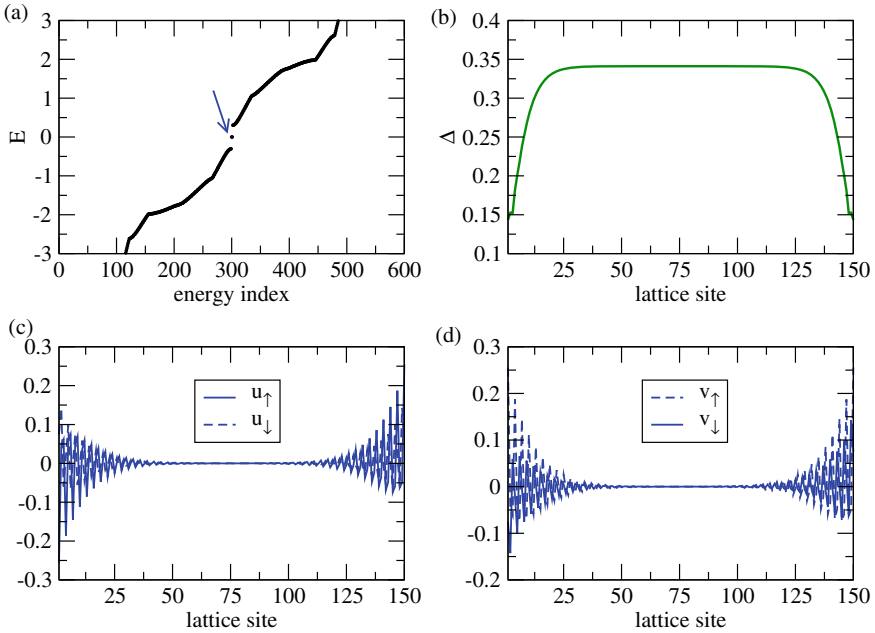 (a)
3
2
1
0
-1
-2
-3
E
0 100 200 300 400 500 600
energy index
(b)
0.4
0.35
0.3
0.25
0.2
0.15
0.1
Δ
25 50 75 100 125 150
lattice site
(c)
0.3
0.2
0.1
0
-0.1
-0.2
-0.3
u↑
u↓
25 50 75 100 125 150
lattice site
(d)
0.3
0.2
0.1
0
-0.1
-0.2
v↑
v↓
25 50 75 100 125 150
lattice site